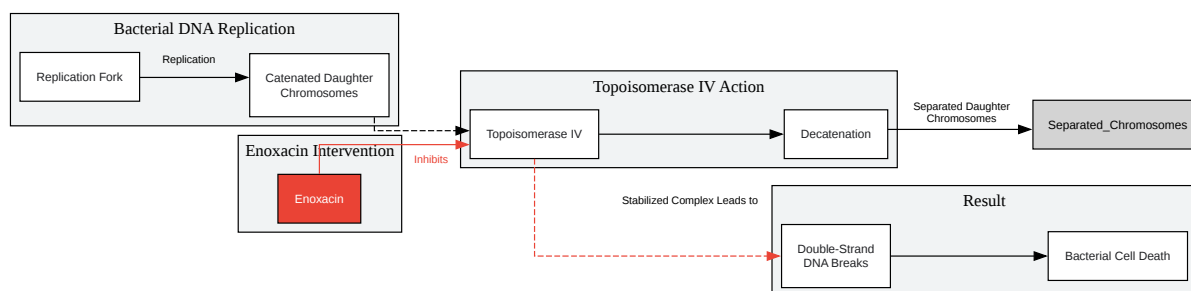 Bacterial DNA Replication
Replication Fork
Replication
Catenated Daughter
Chromosomes
Topoisomerase IV Action
Topoisomerase IV
Decatenation
Separated Daughter
Chromosomes
Separated_Chromosomes
Enoxacin Intervention
Inhibits
Enoxacin
Stabilized Complex Leads to
Result
Double-Strand
DNA Breaks
Bacterial Cell Death